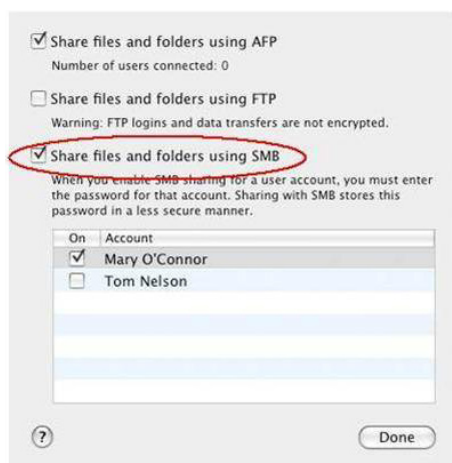 Share files and folders using AFP
Number of users connected: 0
Share files and folders using FTP
Warning: FTP logins and data transfers are not encrypted.
Share files and folders using SMB
When you enable SMB sharing for a user account, you must enter
the password for that account. Sharing with SMB stores this
password in a less secure manner.
On Account
Mary O'Connor
Tom Nelson
? Done